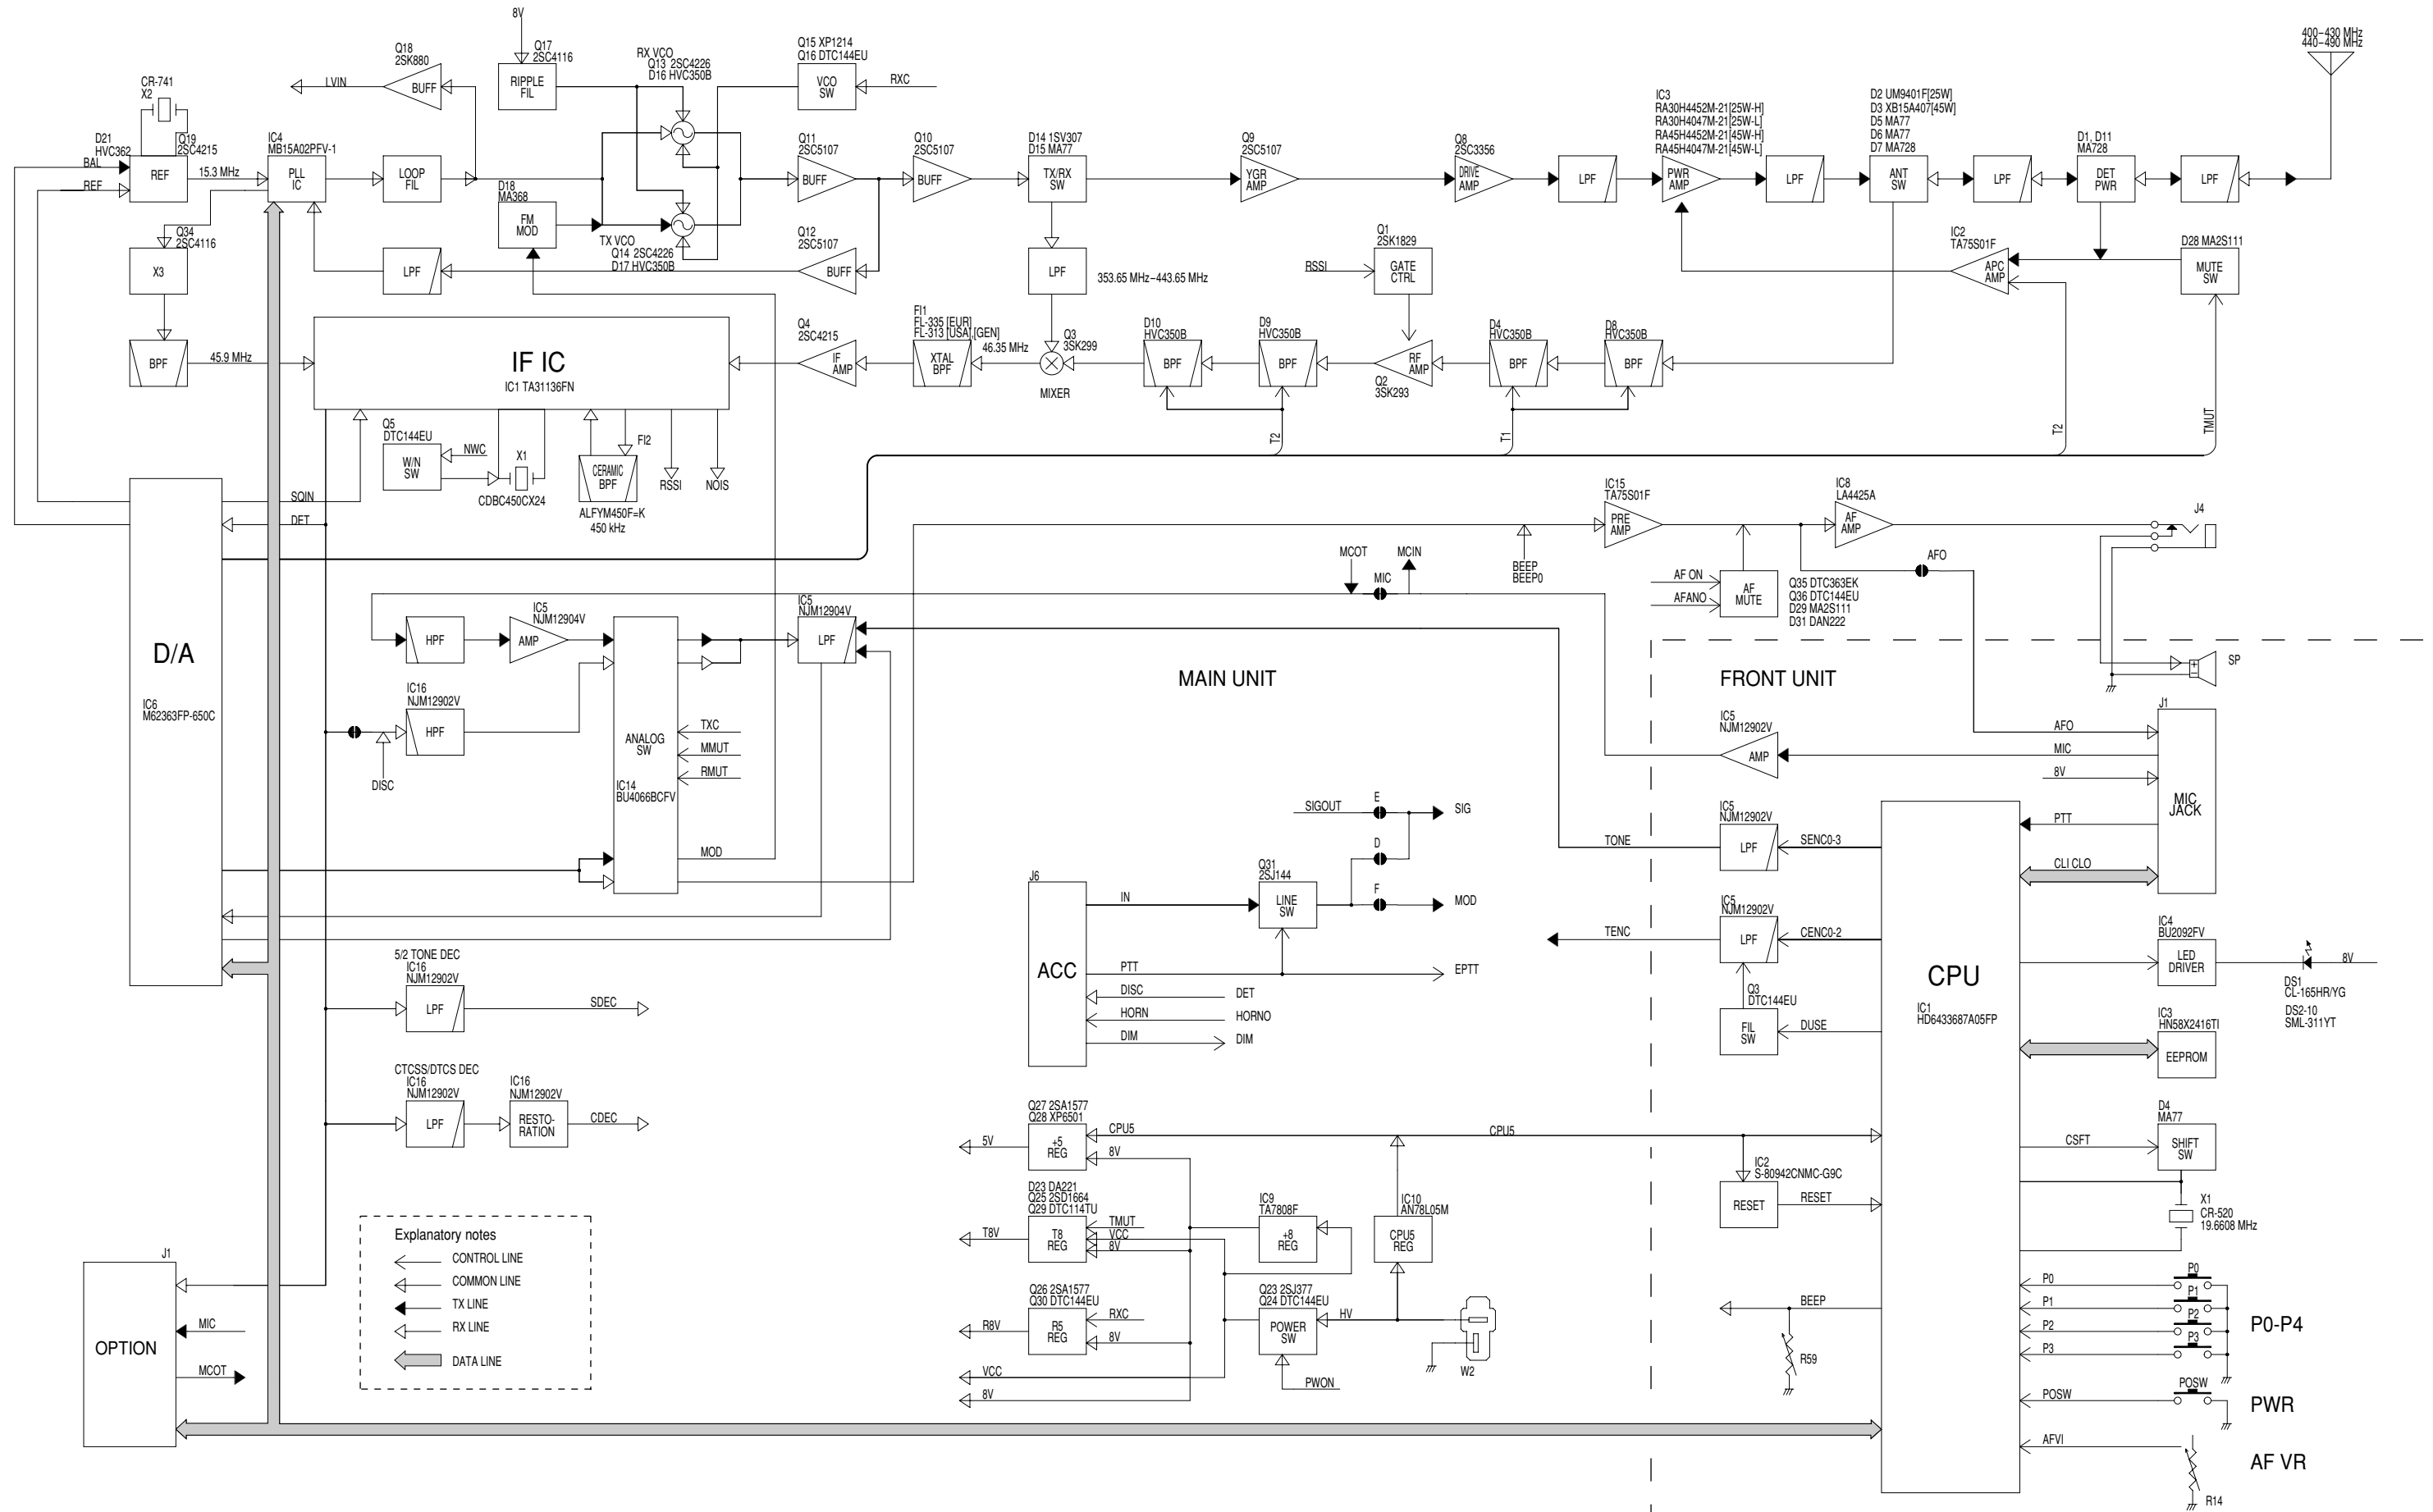 8V
Q18
2SK880
Q17
2SC4116
RX VCO
Q13 2SC4226
D16 HVC350B
Q15 XP1214
Q16 DTC144EU
400–430 MHz
440–490 MHz
CR-741
X2
LVIN
BUFF
RIPPLE
FIL
VCO
SW
RXC
IC3
RA30H4452M-21[25W-H]
RA30H4047M-21[25W-L]
RA45H4452M-21[45W-H]
RA45H4047M-21[45W-L]
D2 UM9401F[25W]
D3 XB15A407[45W]
D5 MA77
D6 MA77
D7 MA728
D21
HVC362
Q19
2SC4215
IC4
MB15A02PFV-1
Q11
2SC5107
Q10
2SC5107
D14 1SV307
D15 MA77
Q9
2SC5107
Q8
2SC3356
D1, D11
MA728
BAL
REF
REF
15.3 MHz
PLL
IC
LOOP
FIL
D18
MA368
FM
MOD
BUFF
BUFF
TX/RX
SW
YGR
AMP
DRIVE
AMP
LPF
PWR
AMP
LPF
ANT
SW
LPF
DET
PWR
LPF
Q34
2SC4116
TX VCO
Q14 2SC4226
D17 HVC350B
Q12
2SC5107
Q1
2SK1829
IC2
TA75S01F
D28 MA2S111
X3
LPF
BUFF
LPF
353.65 MHz–443.65 MHz
RSSI
GATE
CTRL
APC
AMP
MUTE
SW
BPF
45.9 MHz
IF IC
IC1 TA31136FN
Q4
2SC4215
IF
AMP
FI1
FL-335 [EUR]
FL-313 [USA],[GEN]
XTAL
BPF
46.35 MHz
Q3
3SK299
MIXER
D10
HVC350B
BPF
D9
HVC350B
BPF
RF
AMP
Q2
3SK293
D4
HVC350B
BPF
D8
HVC350B
BPF
Q5
DTC144EU
W/N
SW
NWC
X1
CDBC450CX24
FI2
CERAMIC
BPF
ALFYM450F=K
450 kHz
RSSI
NOIS
T2
T1
T2
TMUT
SQIN
DET
D/A
IC6
M62363FP-650C
IC15
TA75S01F
PRE
AMP
IC8
LA4425A
AF
AMP
J4
BEEP
BEEP0
MCOT
MIC
MCIN
AF ON
AFANO
AF
MUTE
Q35 DTC363EK
Q36 DTC144EU
D29 MA2S111
D31 DAN222
AFO
HPF
IC5
NJM12904V
AMP
IC5
NJM12904V
LPF
MAIN UNIT
FRONT UNIT
SP
IC16
NJM12902V
HPF
DISC
ANALOG
SW
IC14
BU4066BCFV
TXC
MMUT
RMUT
MOD
IC5
NJM12902V
AMP
J1
AFO
MIC
8V
MIC
JACK
PTT
CLI CLO
SIGOUT
E
SIG
D
Q31
2SJ144
F
MOD
TONE
IC5
NJM12902V
LPF
SENC0-3
J6
IN
LINE
SW
ACC
PTT
EPTT
DISC
DET
HORN
HORNO
DIM
DIM
TENC
IC5
NJM12902V
LPF
CENC0-2
CPU
IC1
HD6433687A05FP
IC4
BU2092FV
LED
DRIVER
8V
DS1
CL-165HR/YG
DS2-10
SML-311YT
Q3
DTC144EU
FIL
SW
DUSE
IC3
HN58X2416TI
EEPROM
5/2 TONE DEC
IC16
NJM12902V
LPF
SDEC
CTCSS/DTCS DEC
IC16
NJM12902V
LPF
IC16
NJM12902V
RESTO-
RATION
CDEC
Q27 2SA1577
Q28 XP6501
5V
+5
REG
CPU5
8V
CPU5
D4
MA77
CSFT
SHIFT
SW
IC2
S-80942CNMC-G9C
RESET
RESET
X1
CR-520
19.6608 MHz
D23 DA221
Q25 2SD1664
Q29 DTC114TU
T8V
T8
REG
TMUT
VCC
8V
IC9
TA7808F
+8
REG
IC10
AN78L05M
CPU5
REG
Explanatory notes
CONTROL LINE
COMMON LINE
TX LINE
RX LINE
DATA LINE
J1
OPTION
MIC
MCOT
Q26 2SA1577
Q30 DTC144EU
R8V
R5
REG
RXC
8V
Q23 2SJ377
Q24 DTC144EU
POWER
SW
HV
W2
PWON
VCC
8V
BEEP
R59
P0
P0
P1
P1
P2
P2
P3
P3
P0-P4
POSW
POSW
PWR
AFVI
R14
AF VR